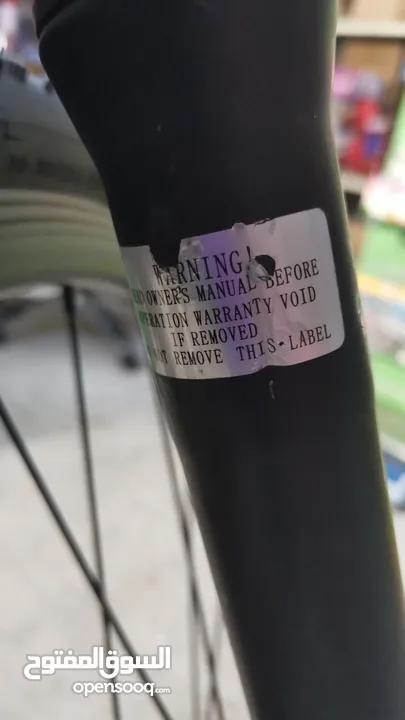 WARNING!
OWNER'S MANUAL BEFORE
WARRANTY VOID
IF REMOVED
REMOVE THIS-LABEL
السوق المفتوح
opensooq.com